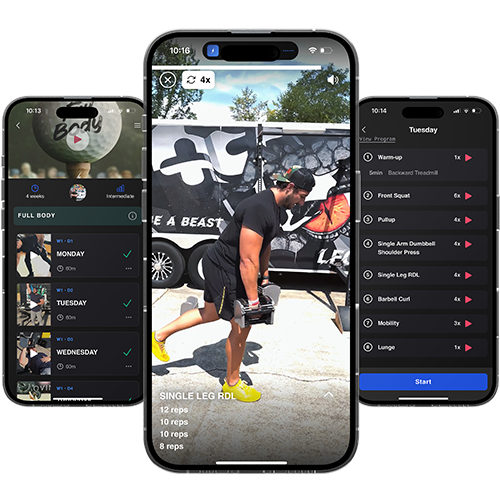 10:13
Full
Body
4 weeks
Intermediate
FULL BODY
W1 • D1
MONDAY
60m
W1 • D2
TUESDAY
60m
W1 • D3
WEDNESDAY
60m
W1 • D4
10:16
4x
E A BEAST
LE
SINGLE LEG RDL
12 reps
10 reps
10 reps
8 reps
10:14
Tuesday
View Program
1 Warm-up 1x
5min Backward Treadmill
2 Front Squat 6x
3 Pullup 4x
4 Single Arm Dumbbell
Shoulder Press 4x
5 Single Leg RDL 4x
6 Barbell Curl 4x
7 Mobility 3x
8 Lunge 1x
Start